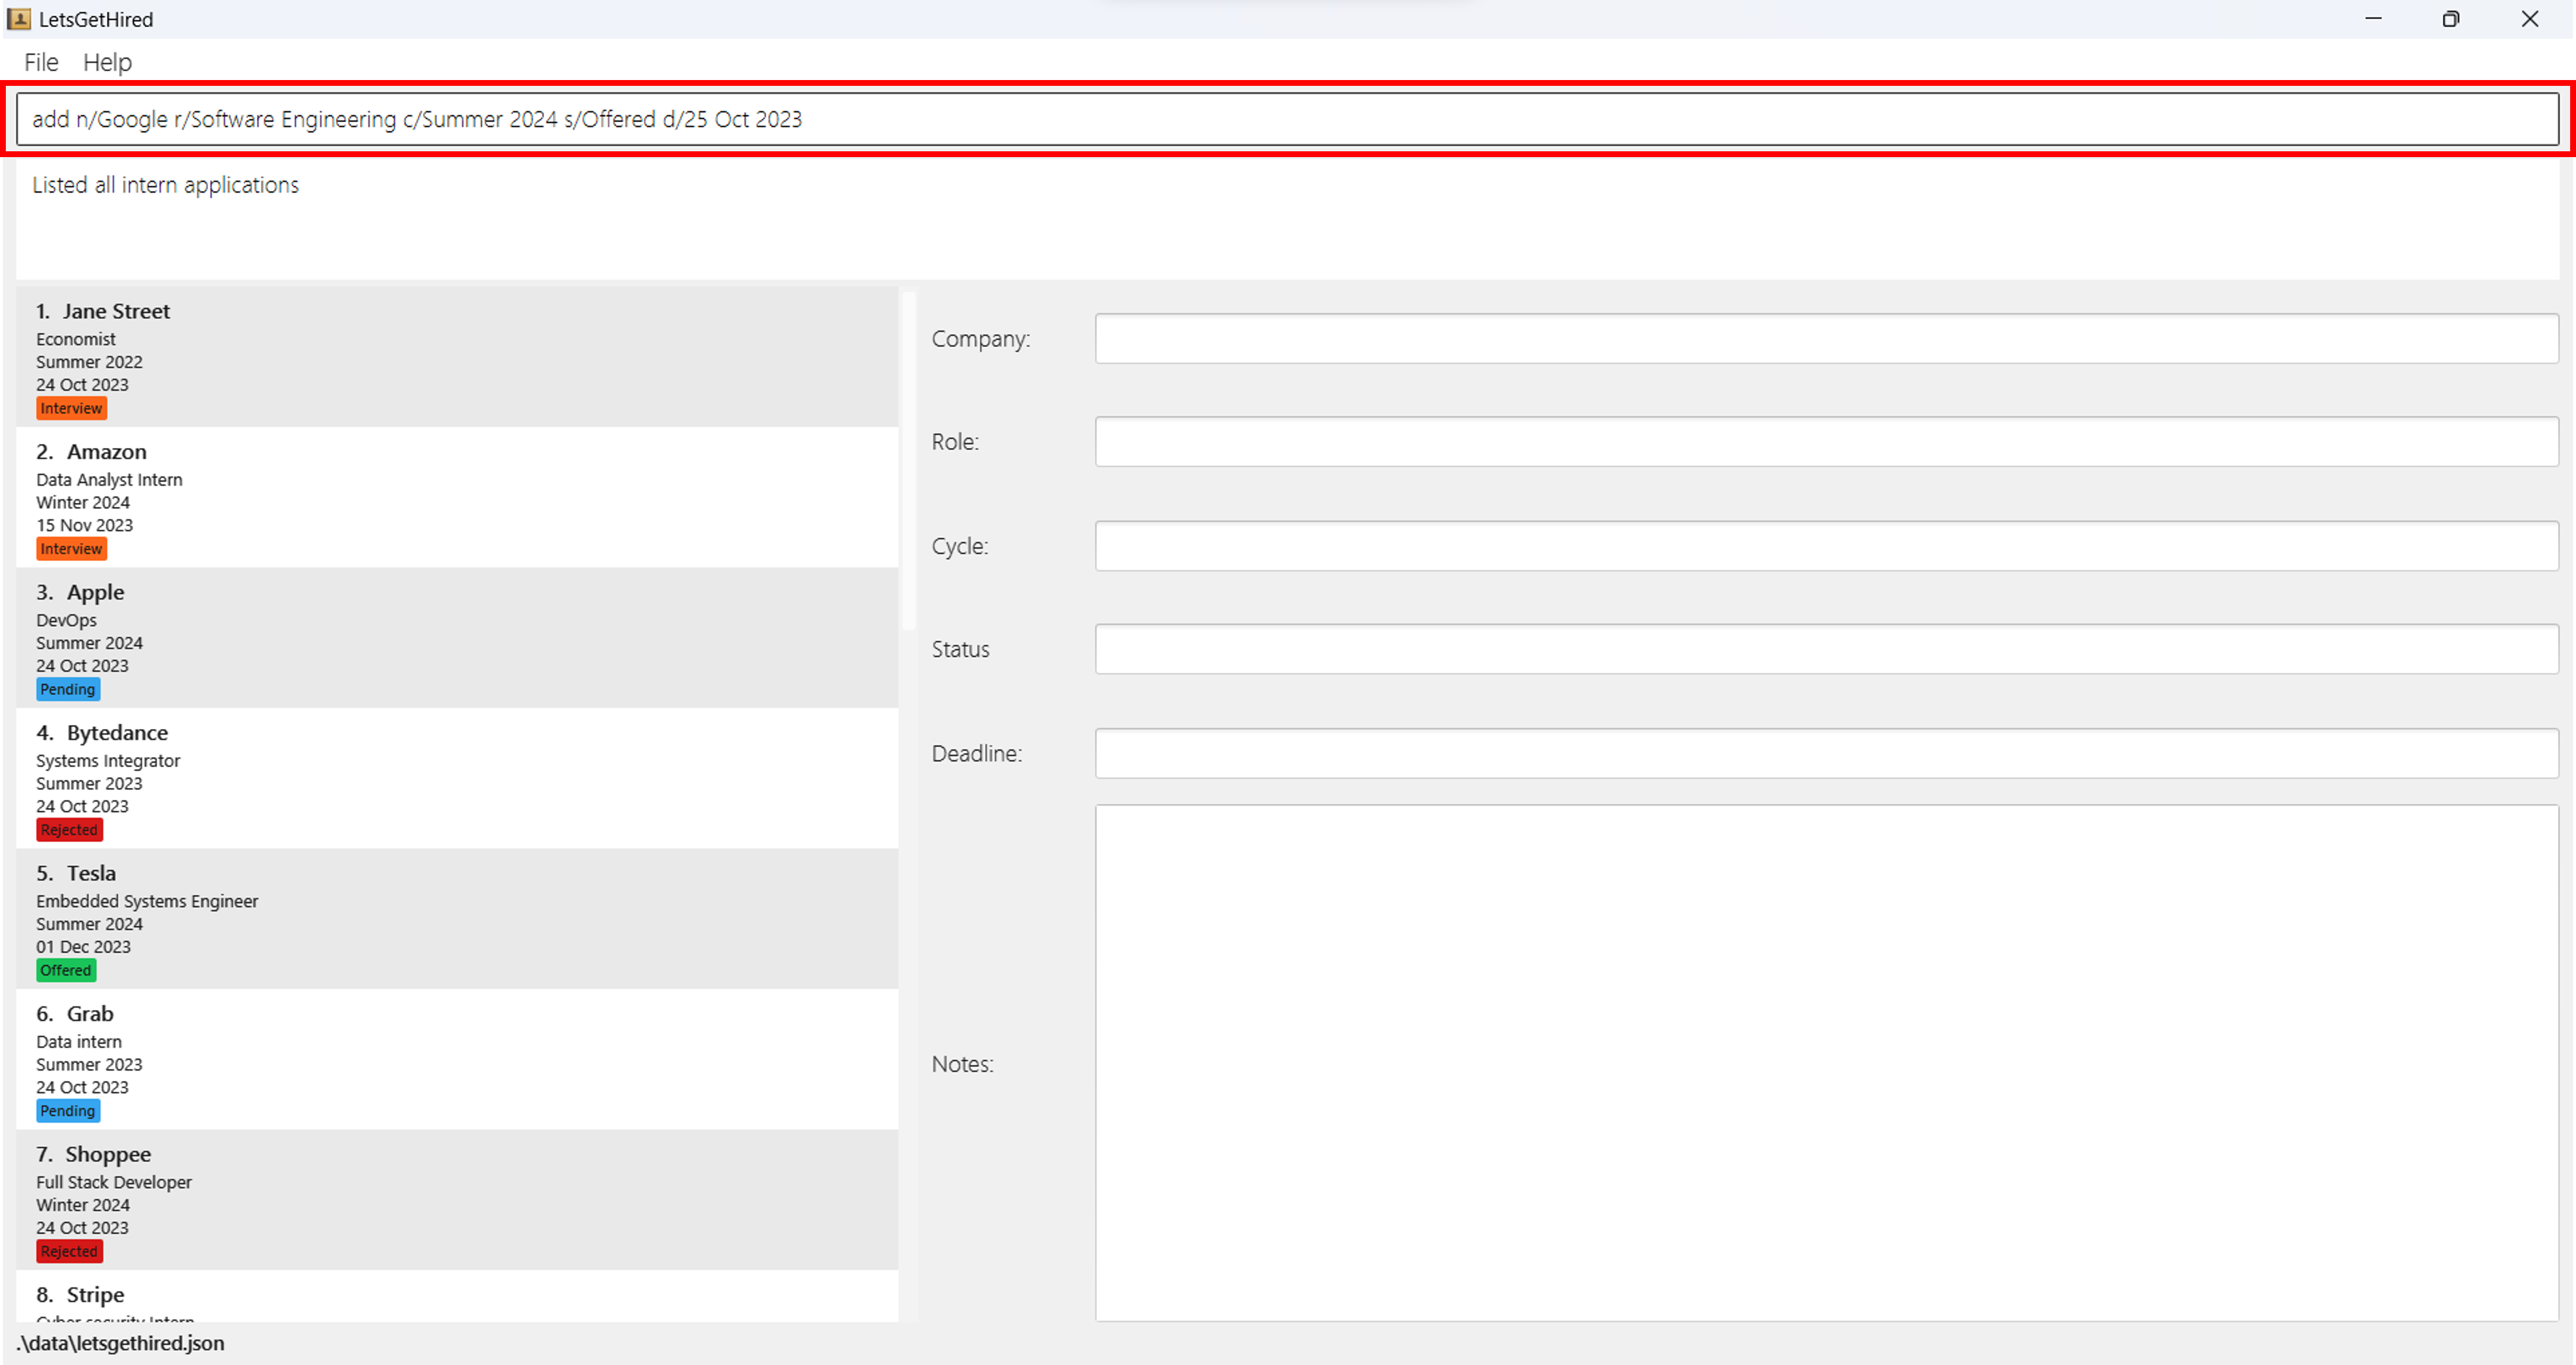 LetsGetHired
File Help
add n/Google r/Software Engineering c/Summer 2024 s/Offered d/25 Oct 2023
Listed all intern applications
1. Jane Street
Economist
Summer 2022
24 Oct 2023
Interview
2. Amazon
Data Analyst Intern
Winter 2024
15 Nov 2023
Interview
3. Apple
DevOps
Summer 2024
24 Oct 2023
Pending
4. Bytedance
Systems Integrator
Summer 2023
24 Oct 2023
Rejected
5. Tesla
Embedded Systems Engineer
Summer 2024
01 Dec 2023
Offered
6. Grab
Data intern
Summer 2023
24 Oct 2023
Pending
7. Shoppee
Full Stack Developer
Winter 2024
24 Oct 2023
Rejected
8. Stripe
Cyber security Intern
Company:
Role:
Cycle:
Status
Deadline:
Notes:
.\data\letsgethired.json